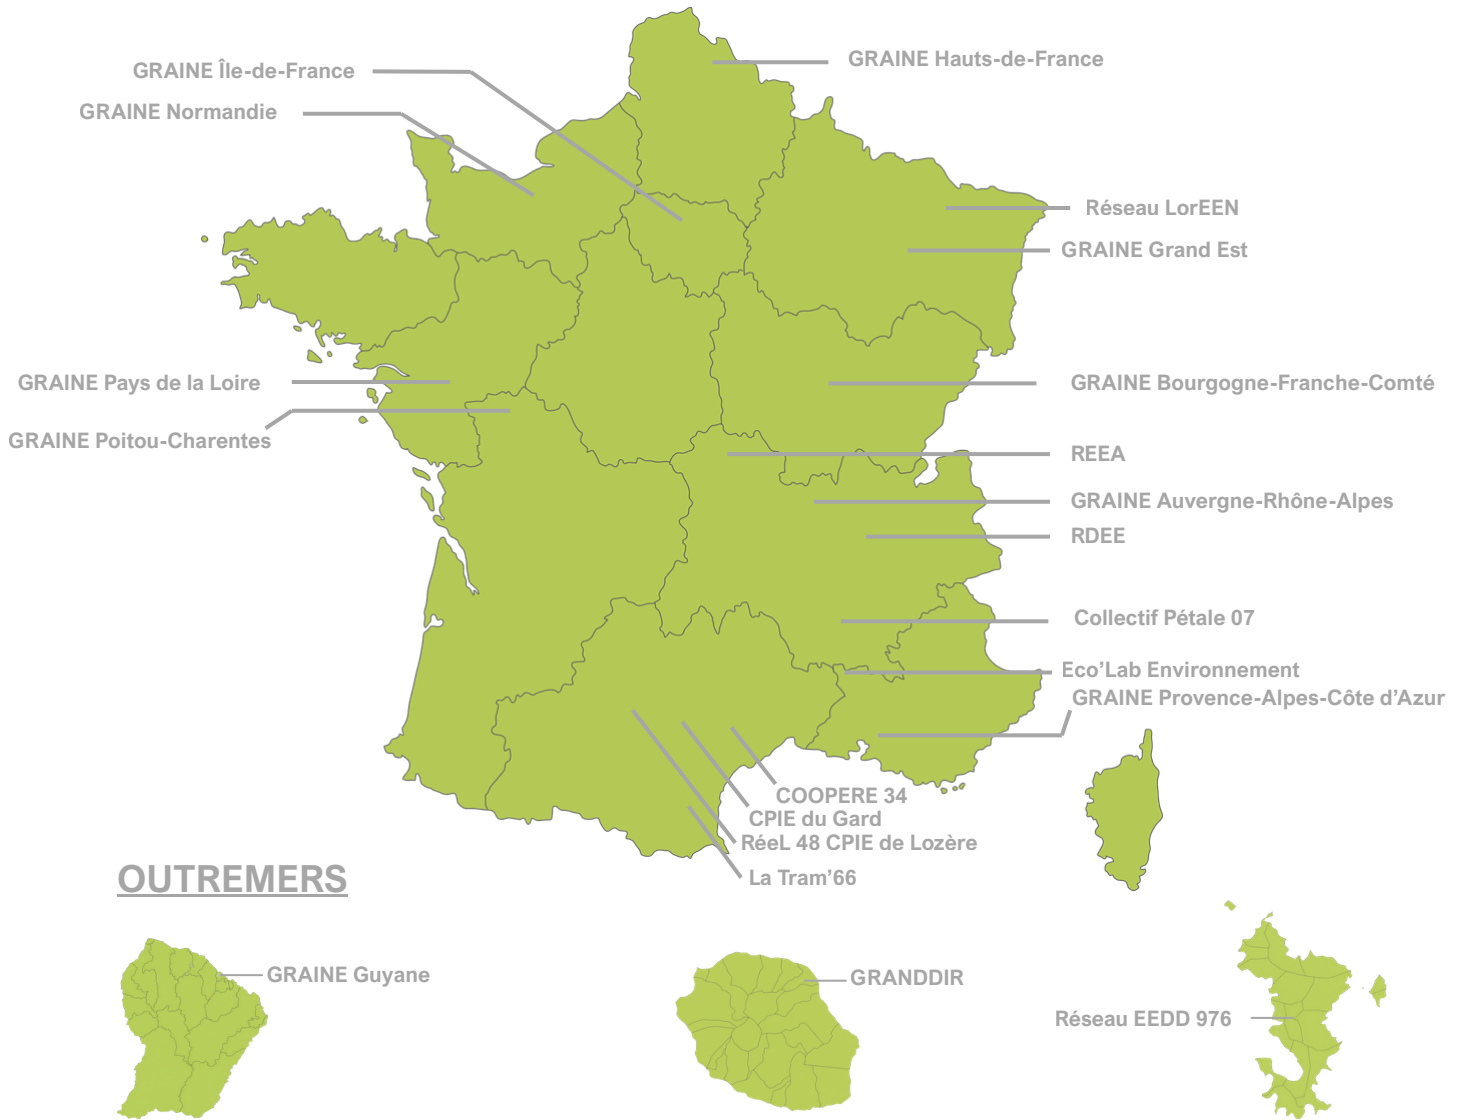 GRAINE Hauts-de-France
GRAINE Île-de-France
GRAINE Normandie
Réseau LorEEN
GRAINE Grand Est
GRAINE Pays de la Loire
GRAINE Bourgogne-Franche-Comté
GRAINE Poitou-Charentes
REEA
GRAINE Auvergne-Rhône-Alpes
RDEE
Collectif Pétale 07
Eco'Lab Environnement
GRAINE Provence-Alpes-Côte d'Azur
COOPERE 34
CPIE du Gard
RéeL 48 CPIE de Lozère
La Tram'66
OUTREMERS
GRAINE Guyane
GRANDDIR
Réseau EEDD 976